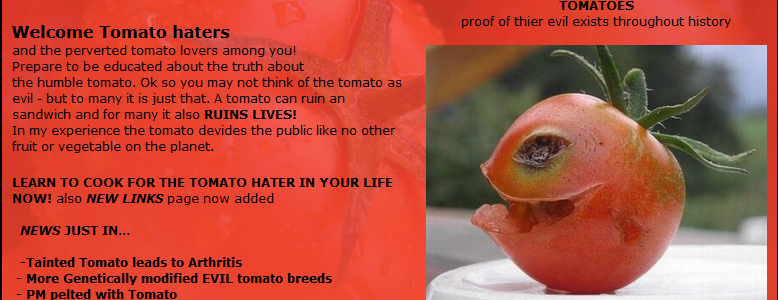 Welcome Tomato haters
and the perverted tomato lovers among you!
Prepare to be educated about the truth about
the humble tomato. Ok so you may not think of the tomato as
evil - but to many it is just that. A tomato can ruin an
sandwich and for many it also RUINS LIVES!
In my experience the tomato devides the public like no other
fruit or vegetable on the planet.
LEARN TO COOK FOR THE TOMATO HATER IN YOUR LIFE
NOW! also NEW LINKS page now added
NEWS JUST IN...
-Tainted Tomato leads to Arthritis
- More Genetically modified EVIL tomato breeds
- PM pelted with Tomato
TOMATOES
proof of thier evil exists throughout history